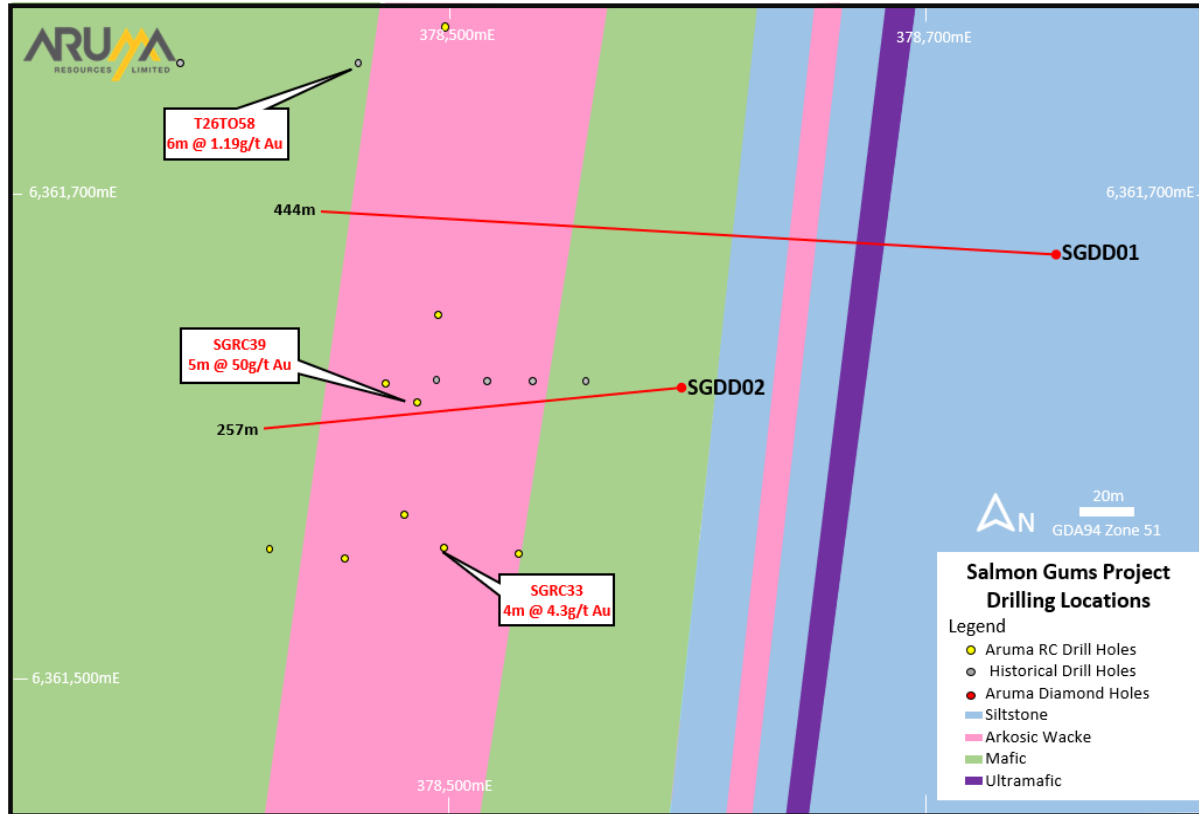 ARUMA
RESOURCES LIMITED
378,500mE
378,700mE
T26TO58
6m @ 1.19g/t Au
6,361,700mE
6,361,700mE
444m
SGDD01
SGRC39
5m @ 50g/t Au
SGDD02
257m
N
20m
GDA94 Zone 51
SGRC33
4m @ 4.3g/t Au
6,361,500mE
378,500mE
Salmon Gums Project
Drilling Locations
Legend
Aruma RC Drill Holes
Historical Drill Holes
Aruma Diamond Holes
Siltstone
Arkosic Wacke
Mafic
Ultramafic